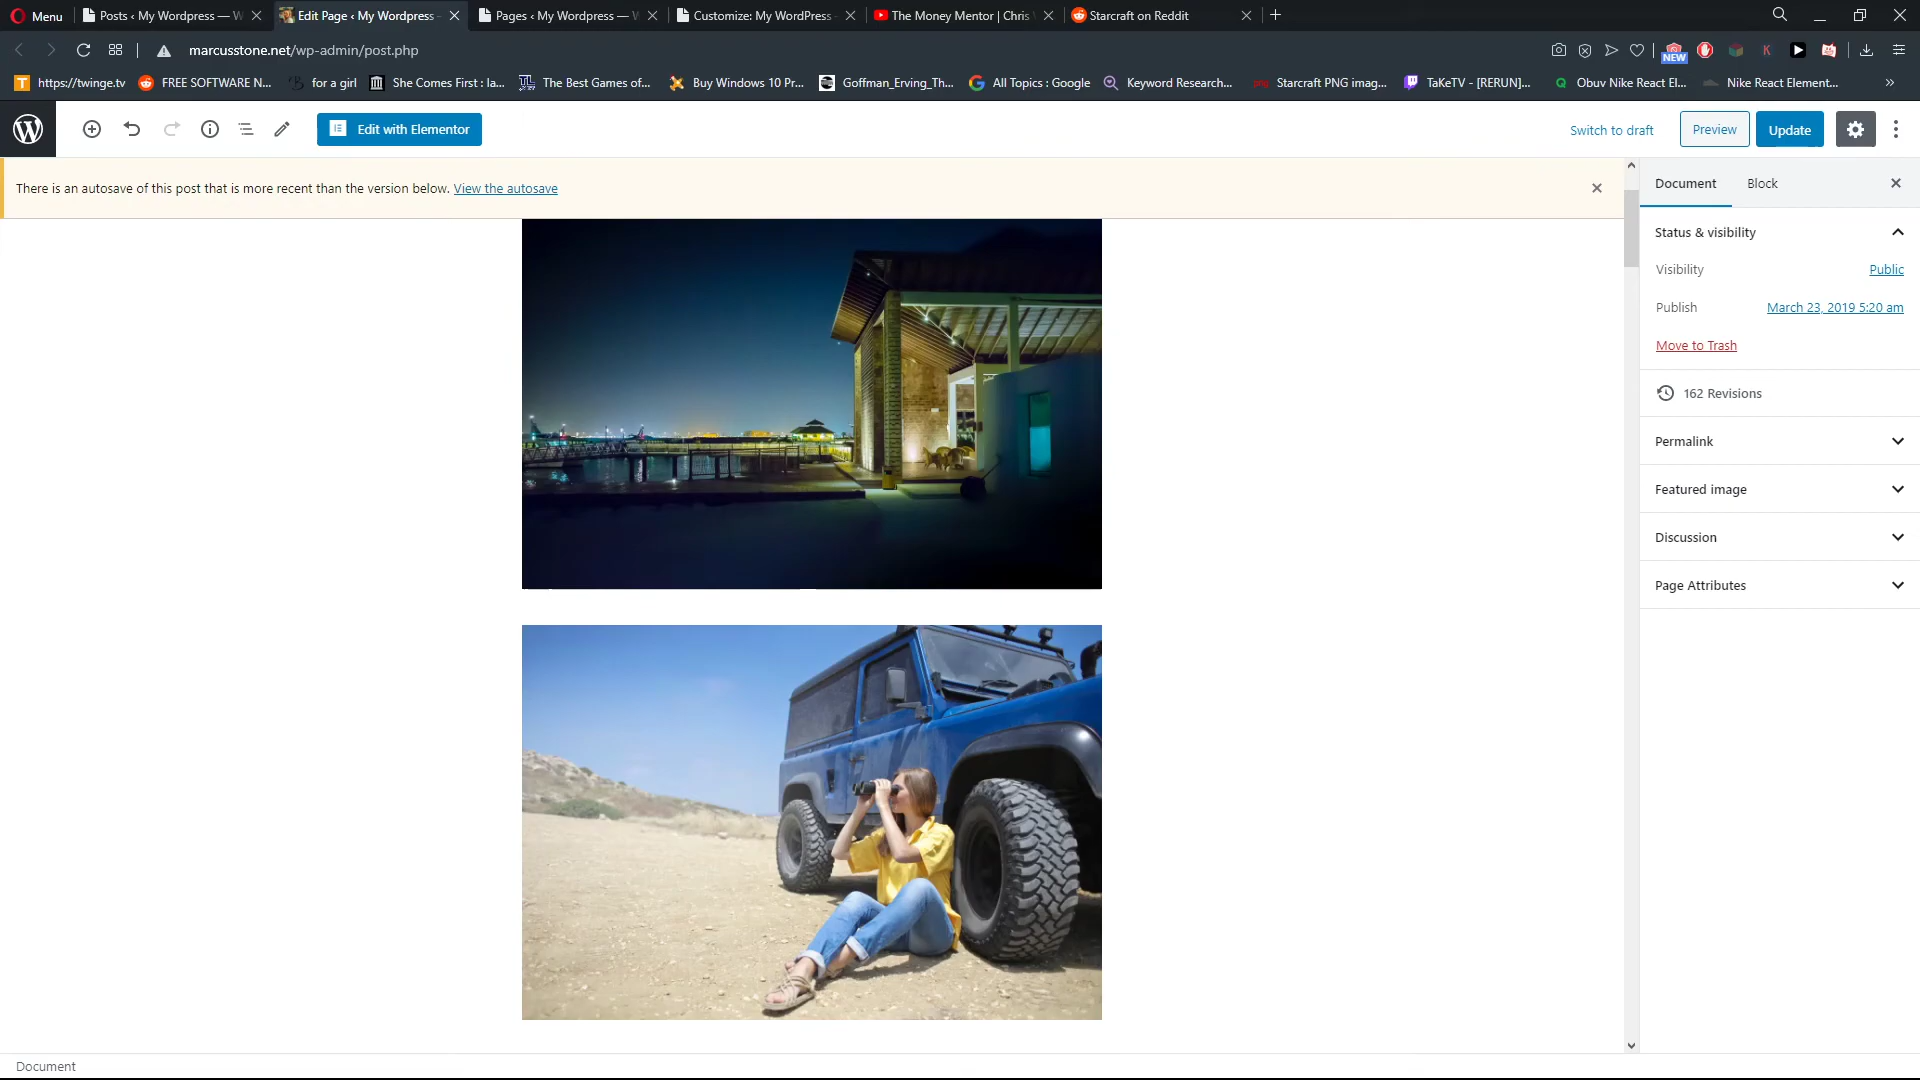 Menu
Posts ‹ My Wordpress — W
Edit Page ‹ My Wordpress -
Pages ‹ My Wordpress —
Customize: My WordPress
The Money Mentor | Chris
Starcraft on Reddit
marcusstone.net/wp-admin/post.php
NEW
https://twinge.tv
FREE SOFTWARE N...
for a girl
She Comes First : la...
The Best Games of...
Buy Windows 10 Pr...
Goffman_Erving_Th...
All Topics : Google
Keyword Research...
Starcraft PNG imag...
TaKeTV - [RERUN]...
Obuv Nike React El...
Nike React Element...
Edit with Elementor
Switch to draft
Preview
Update
There is an autosave of this post that is more recent than the version below. View the autosave
Document
Block
Status & visibility
Visibility
Public
Publish
March 23, 2019 5:20 am
Move to Trash
162 Revisions
Permalink
Featured image
Discussion
Page Attributes
Document